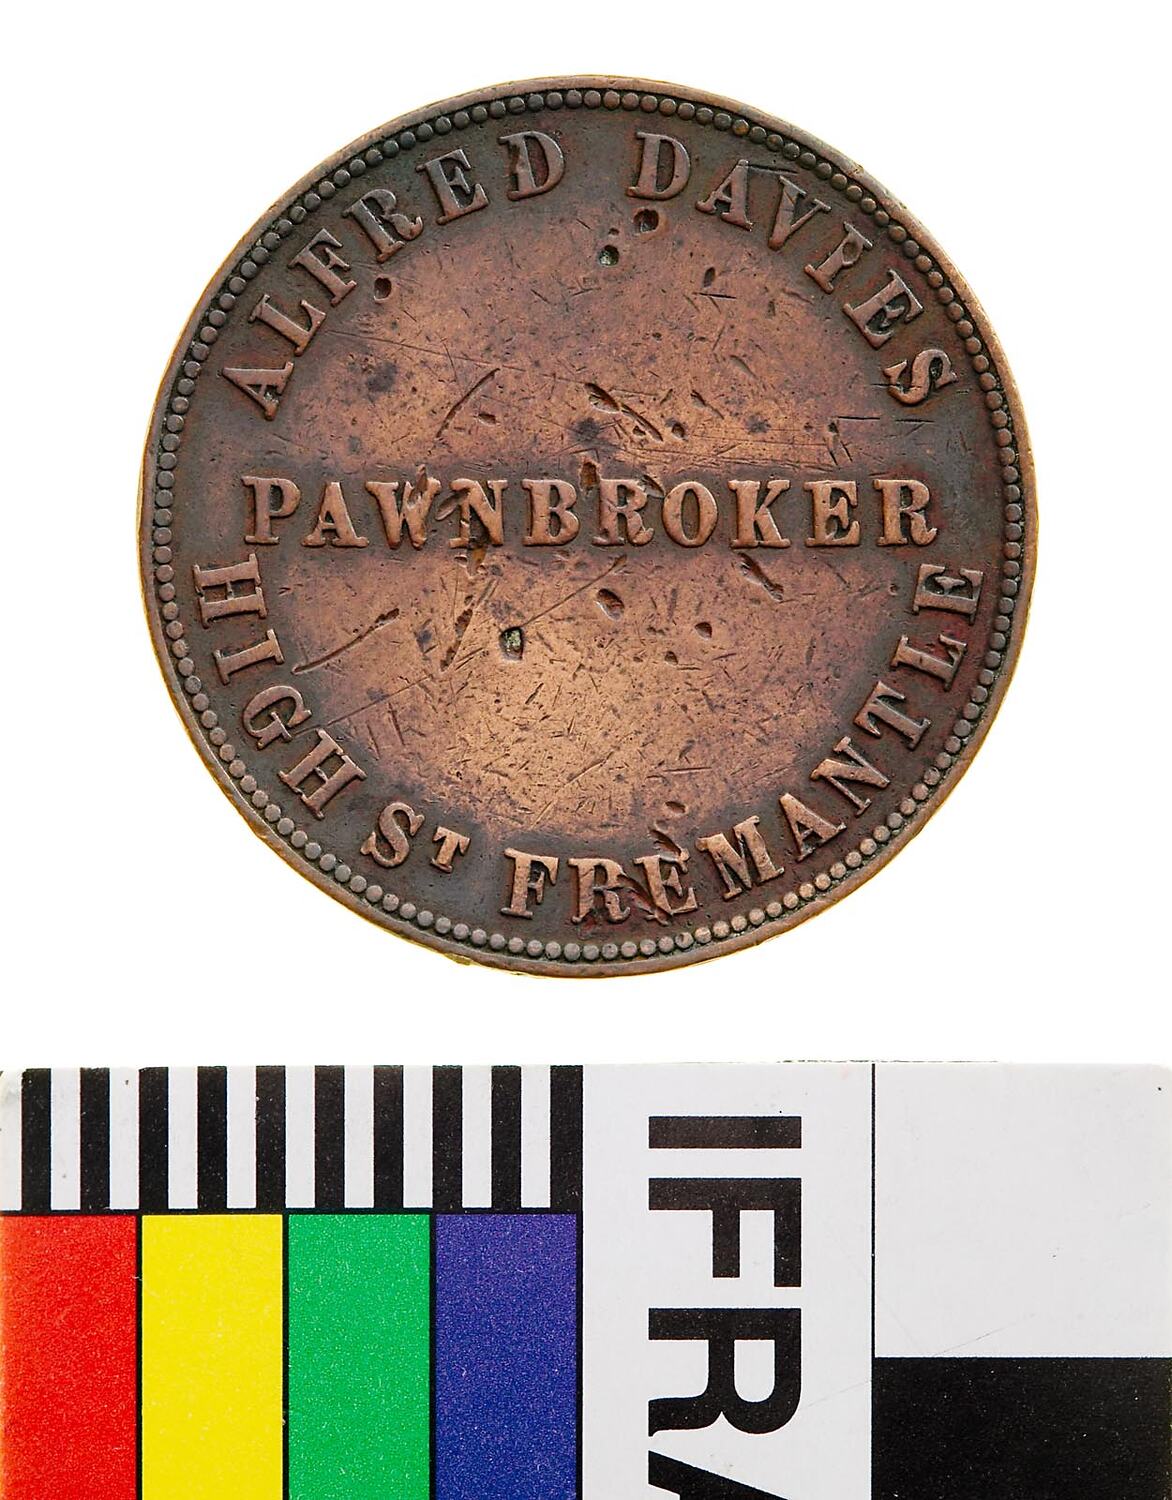 ALFRED DAVIES
PAWNBROKER
HIGH ST FREMANTLE
IFRA